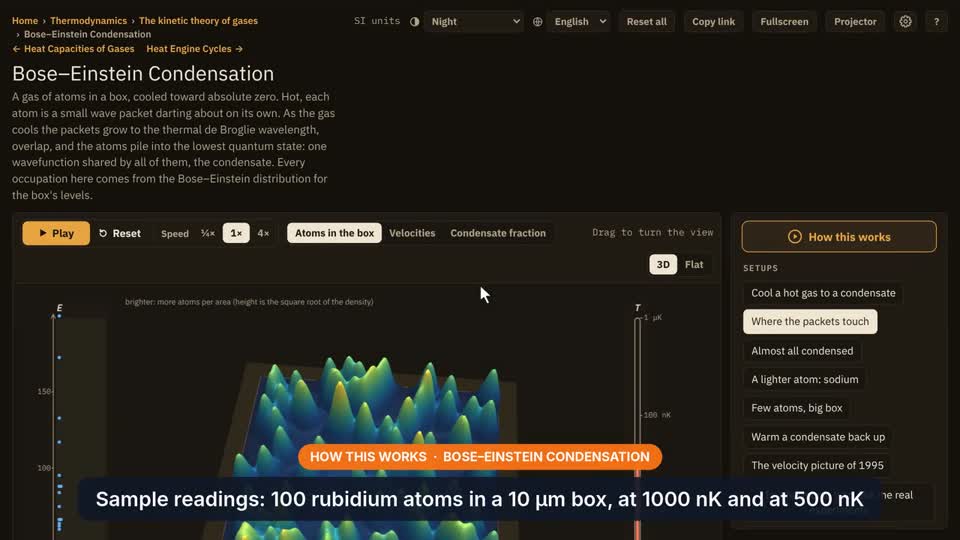 Home › Thermodynamics › The kinetic theory of gases
› Bose–Einstein Condensation
← Heat Capacities of Gases Heat Engine Cycles →
SI units Night English Reset all Copy link Fullscreen Projector ?
Bose–Einstein Condensation
A gas of atoms in a box, cooled toward absolute zero. Hot, each
atom is a small wave packet darting about on its own. As the gas
cools the packets grow to the thermal de Broglie wavelength,
overlap, and the atoms pile into the lowest quantum state: one
wavefunction shared by all of them, the condensate. Every
occupation here comes from the Bose–Einstein distribution for
the box's levels.
Play Reset Speed ¼× 1× 4× Atoms in the box Velocities Condensate fraction Drag to turn the view
3D Flat
How this works
SETUPS
Cool a hot gas to a condensate
Where the packets touch
Almost all condensed
A lighter atom: sodium
Few atoms, big box
Warm a condensate back up
The velocity picture of 1995
the real
E brighter: more atoms per area (height is the square root of the density) T
1 µK
150
100 nK
100
HOW THIS WORKS · BOSE–EINSTEIN CONDENSATION
Sample readings: 100 rubidium atoms in a 10 µm box, at 1000 nK and at 500 nK